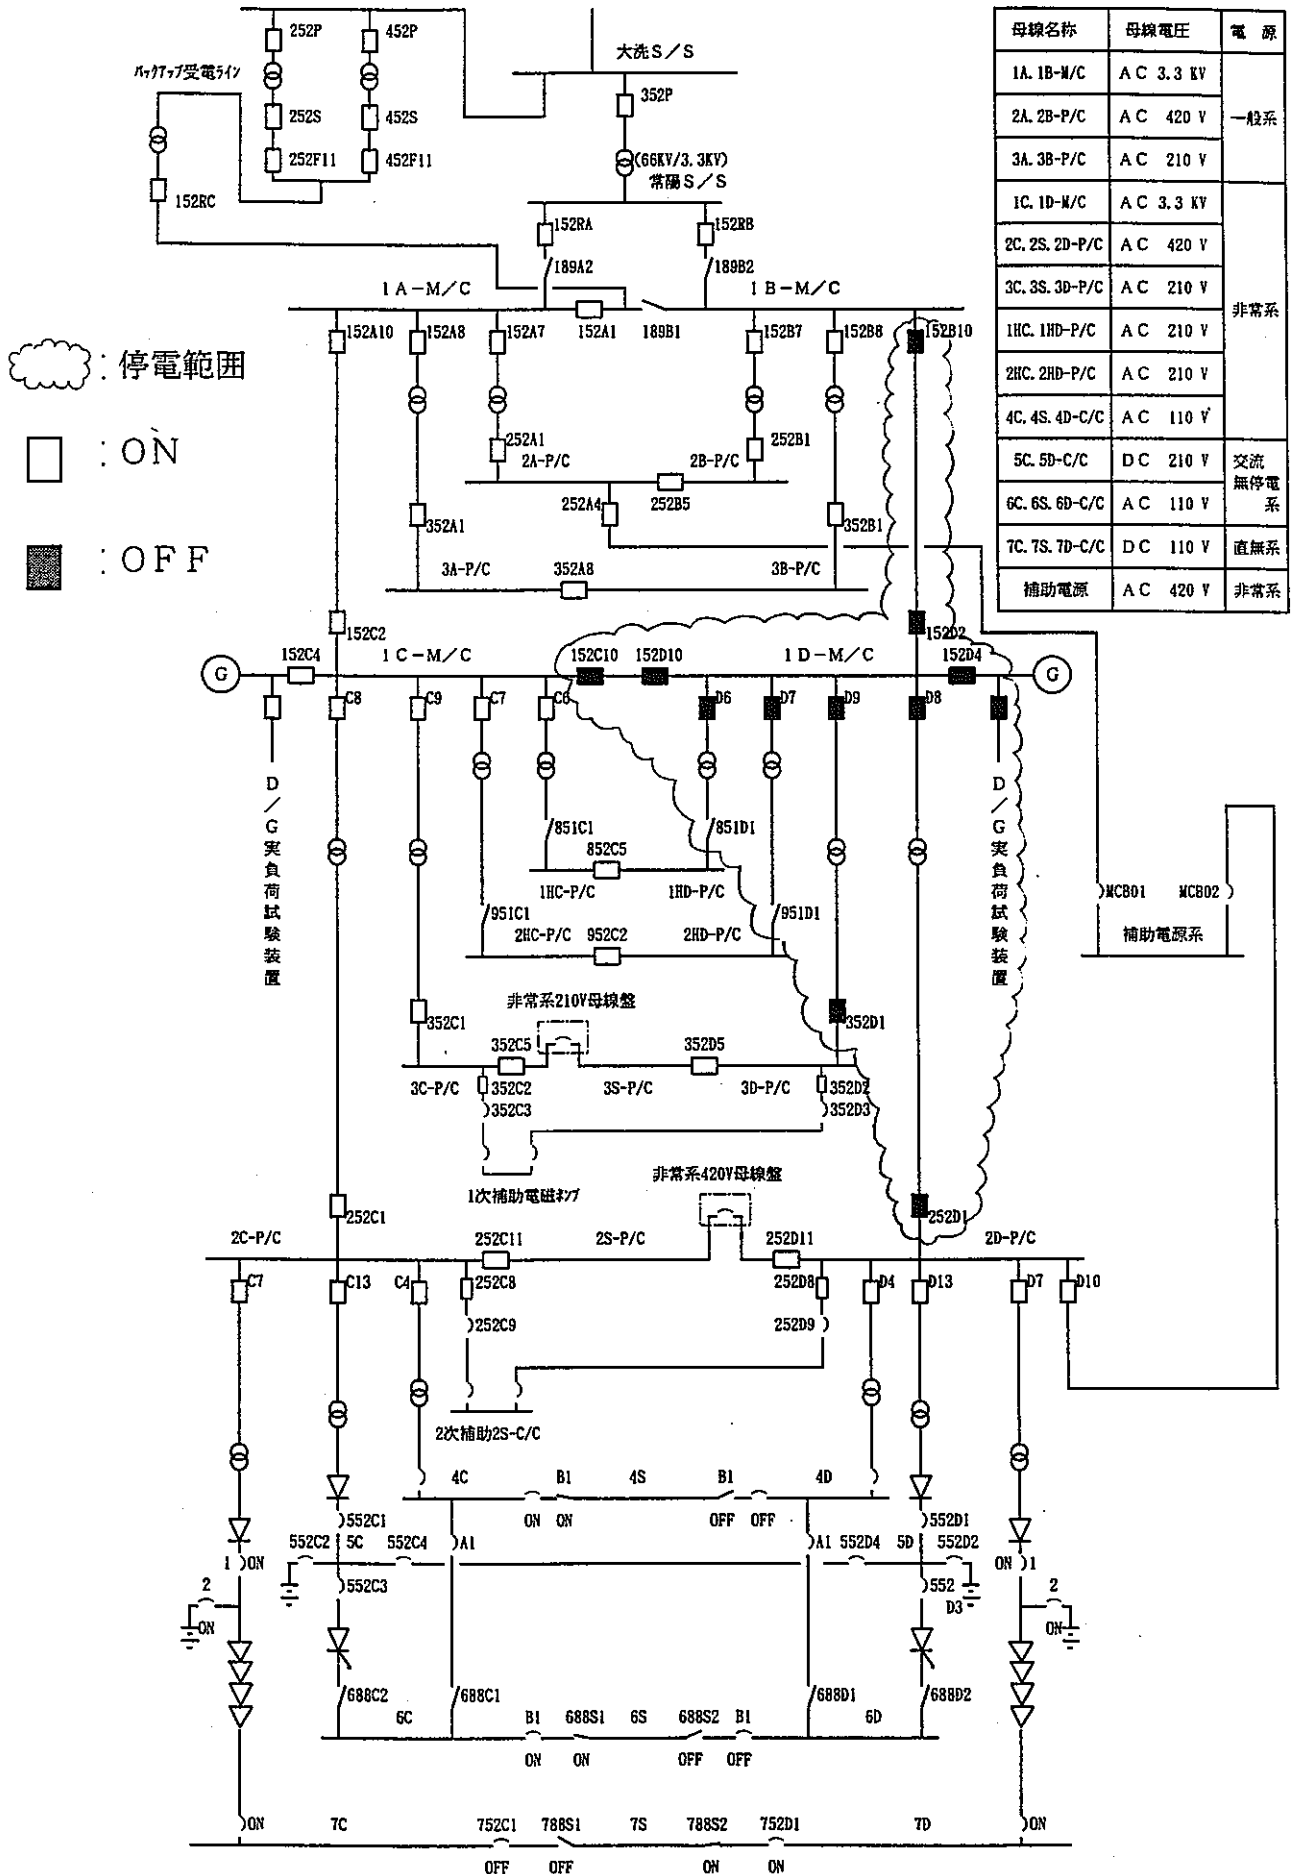 252P
452P
バックアップ受電ライン
252S
452S
252F11
452F11
152RC
大洗S/S
352P
(66KV/3.3KV)
常陽S/S
152RA
152RB
189A2
189B2
1A-M/C
1B-M/C
152A10
152A8
152A7
152A1
189B1
152B7
152B8
152B10
母線名称 母線電圧 電源
1A.1B-M/C AC 3.3 KV 一般系
2A.2B-P/C AC 420 V
3A.3B-P/C AC 210 V
1C.1D-M/C AC 3.3 KV 非常系
2C.2S.2D-P/C AC 420 V
3C.3S.3D-P/C AC 210 V
1HC.1HD-P/C AC 210 V
2HC.2HD-P/C AC 210 V
4C.4S.4D-C/C AC 110 V
5C.5D-C/C DC 210 V 交流無停電系
6C.6S.6D-C/C AC 110 V
7C.7S.7D-C/C DC 110 V 直無系
補助電源 AC 420 V 非常系
:停電範囲
:ON
:OFF
252A1
252B1
2A-P/C
2B-P/C
252A4
252B5
352A1
352B1
3A-P/C
352A8
3B-P/C
152C2
152D2
G
152C4
1C-M/C
152C10
152D10
1D-M/C
152D4
G
C8
C9
C7
C6
D6
D7
D9
D8
D/G実負荷試験装置
D/G実負荷試験装置
851C1
851D1
852C5
1HC-P/C
1HD-P/C
951C1
951D1
2HC-P/C
952C2
2HD-P/C
MCB01
MCB02
補助電源系
非常系210V母線盤
352C1
352D1
352C5
352D5
3C-P/C
352C2
3S-P/C
3D-P/C
352D2
352C3
352D3
1次補助電磁ポンプ
非常系420V母線盤
252C1
252D1
2C-P/C
252C11
2S-P/C
252D11
2D-P/C
C7
C13
C4
252C8
252D8
D4
D13
D7
D10
252C9
252D9
2次補助2S-C/C
4C
B1
4S
B1
4D
ON
ON
OFF
OFF
552C1
552D1
552C2
5C
552C4
A1
A1
552D4
5D
552D2
1
ON
ON
1
552C3
552
D3
2
ON
2
ON
688C2
688C1
688D1
688D2
6C
B1
688S1
6S
688S2
B1
6D
ON
ON
OFF
OFF
ON
7C
752C1
788S1
7S
788S2
752D1
7D
ON
OFF
OFF
ON
ON